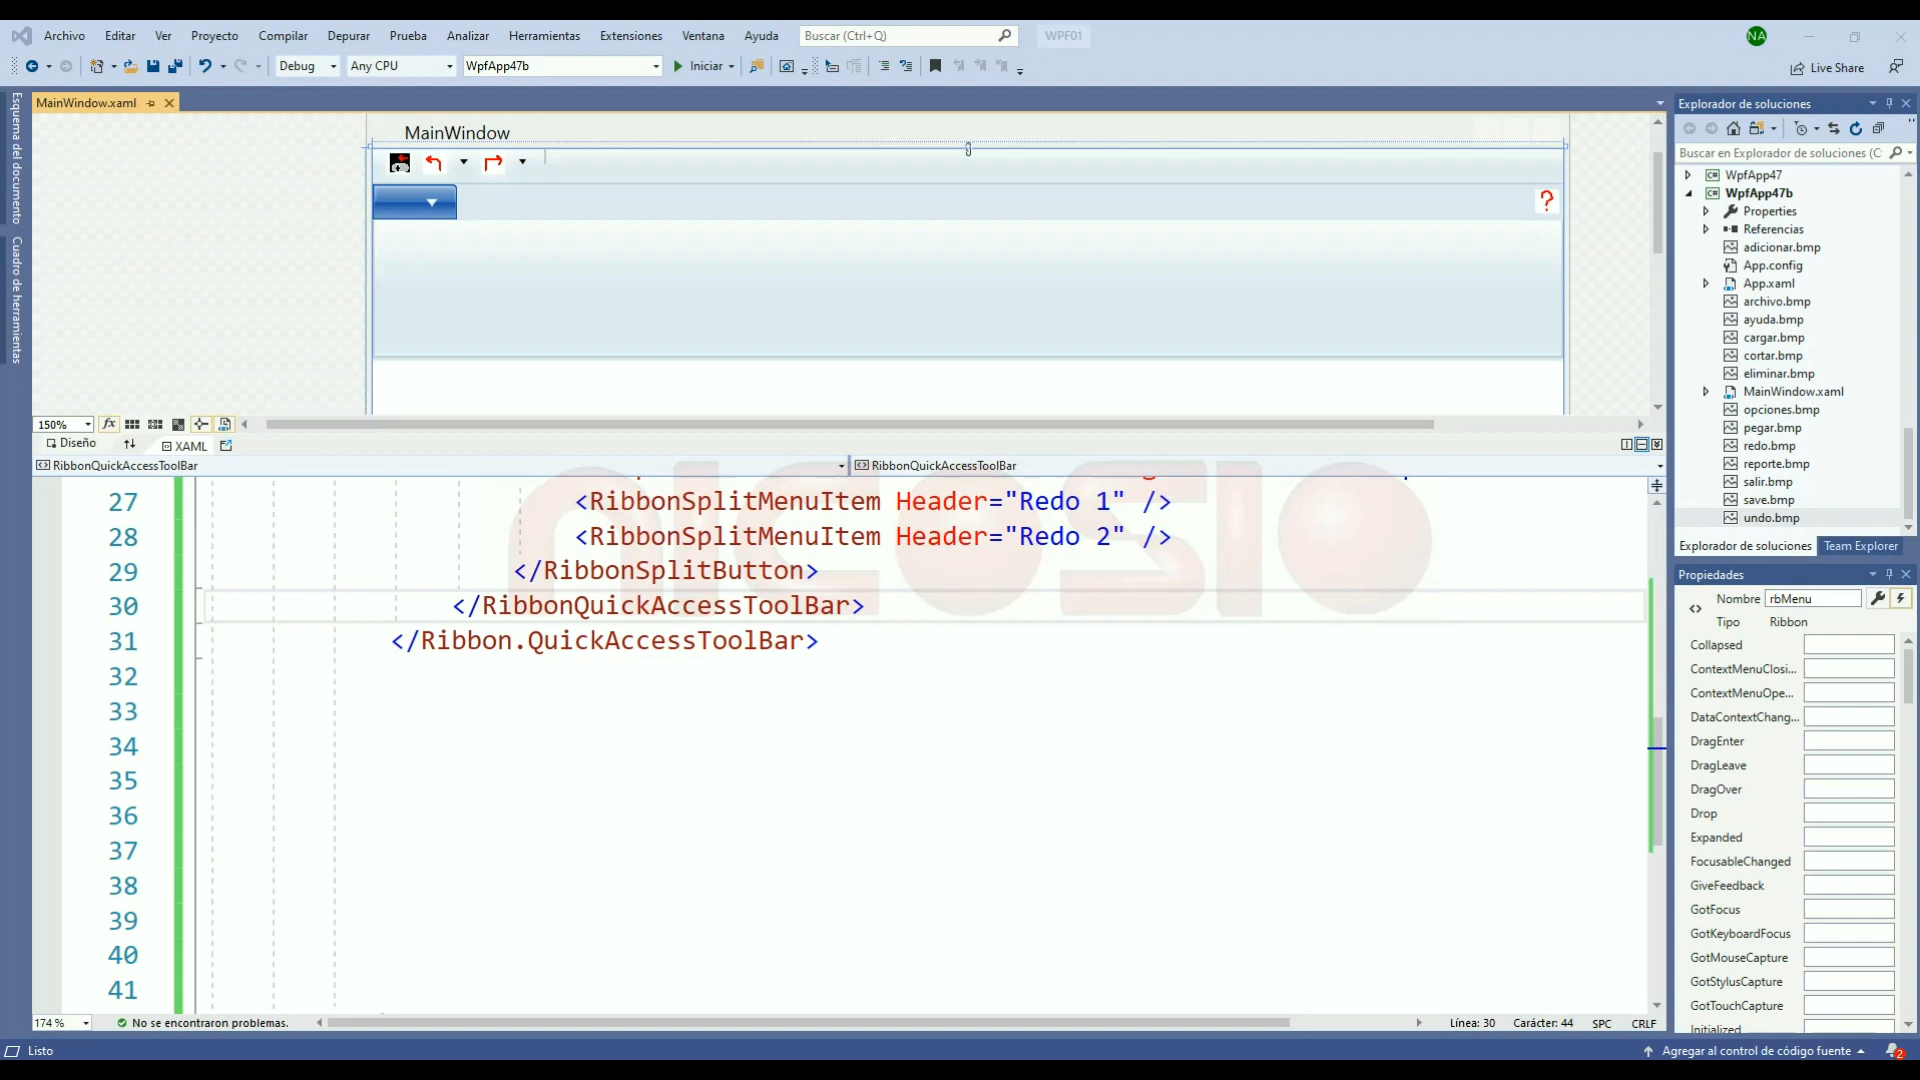 Archivo Editar Ver Proyecto Compilar Depurar Prueba Analizar Herramientas Extensiones Ventana Ayuda Buscar (Ctrl+Q) WPF01 NA
Debug Any CPU WpfApp47b Iniciar Live Share
Esquema del documento
Cuadro de herramientas
MainWindow.xaml
MainWindow
?
150% fx
Diseño XAML
RibbonQuickAccessToolBar RibbonQuickAccessToolBar
NICOSIO
27 <RibbonSplitMenuItem Header="Redo 1" />
28 <RibbonSplitMenuItem Header="Redo 2" />
29 </RibbonSplitButton>
30 </RibbonQuickAccessToolBar>
31 </Ribbon.QuickAccessToolBar>
32
33
34
35
36
37
38
39
40
41
174 % No se encontraron problemas. Línea: 30 Carácter: 44 SPC CRLF
Listo Agregar al control de código fuente 2
Explorador de soluciones
Buscar en Explorador de soluciones (C
WpfApp47
WpfApp47b
Properties
Referencias
adicionar.bmp
App.config
App.xaml
archivo.bmp
ayuda.bmp
cargar.bmp
cortar.bmp
eliminar.bmp
MainWindow.xaml
opciones.bmp
pegar.bmp
redo.bmp
reporte.bmp
salir.bmp
save.bmp
undo.bmp
Explorador de soluciones Team Explorer
Propiedades
Nombre rbMenu
Tipo Ribbon
Collapsed
ContextMenuClosi...
ContextMenuOpe...
DataContextChang...
DragEnter
DragLeave
DragOver
Drop
Expanded
FocusableChanged
GiveFeedback
GotFocus
GotKeyboardFocus
GotMouseCapture
GotStylusCapture
GotTouchCapture
Initialized